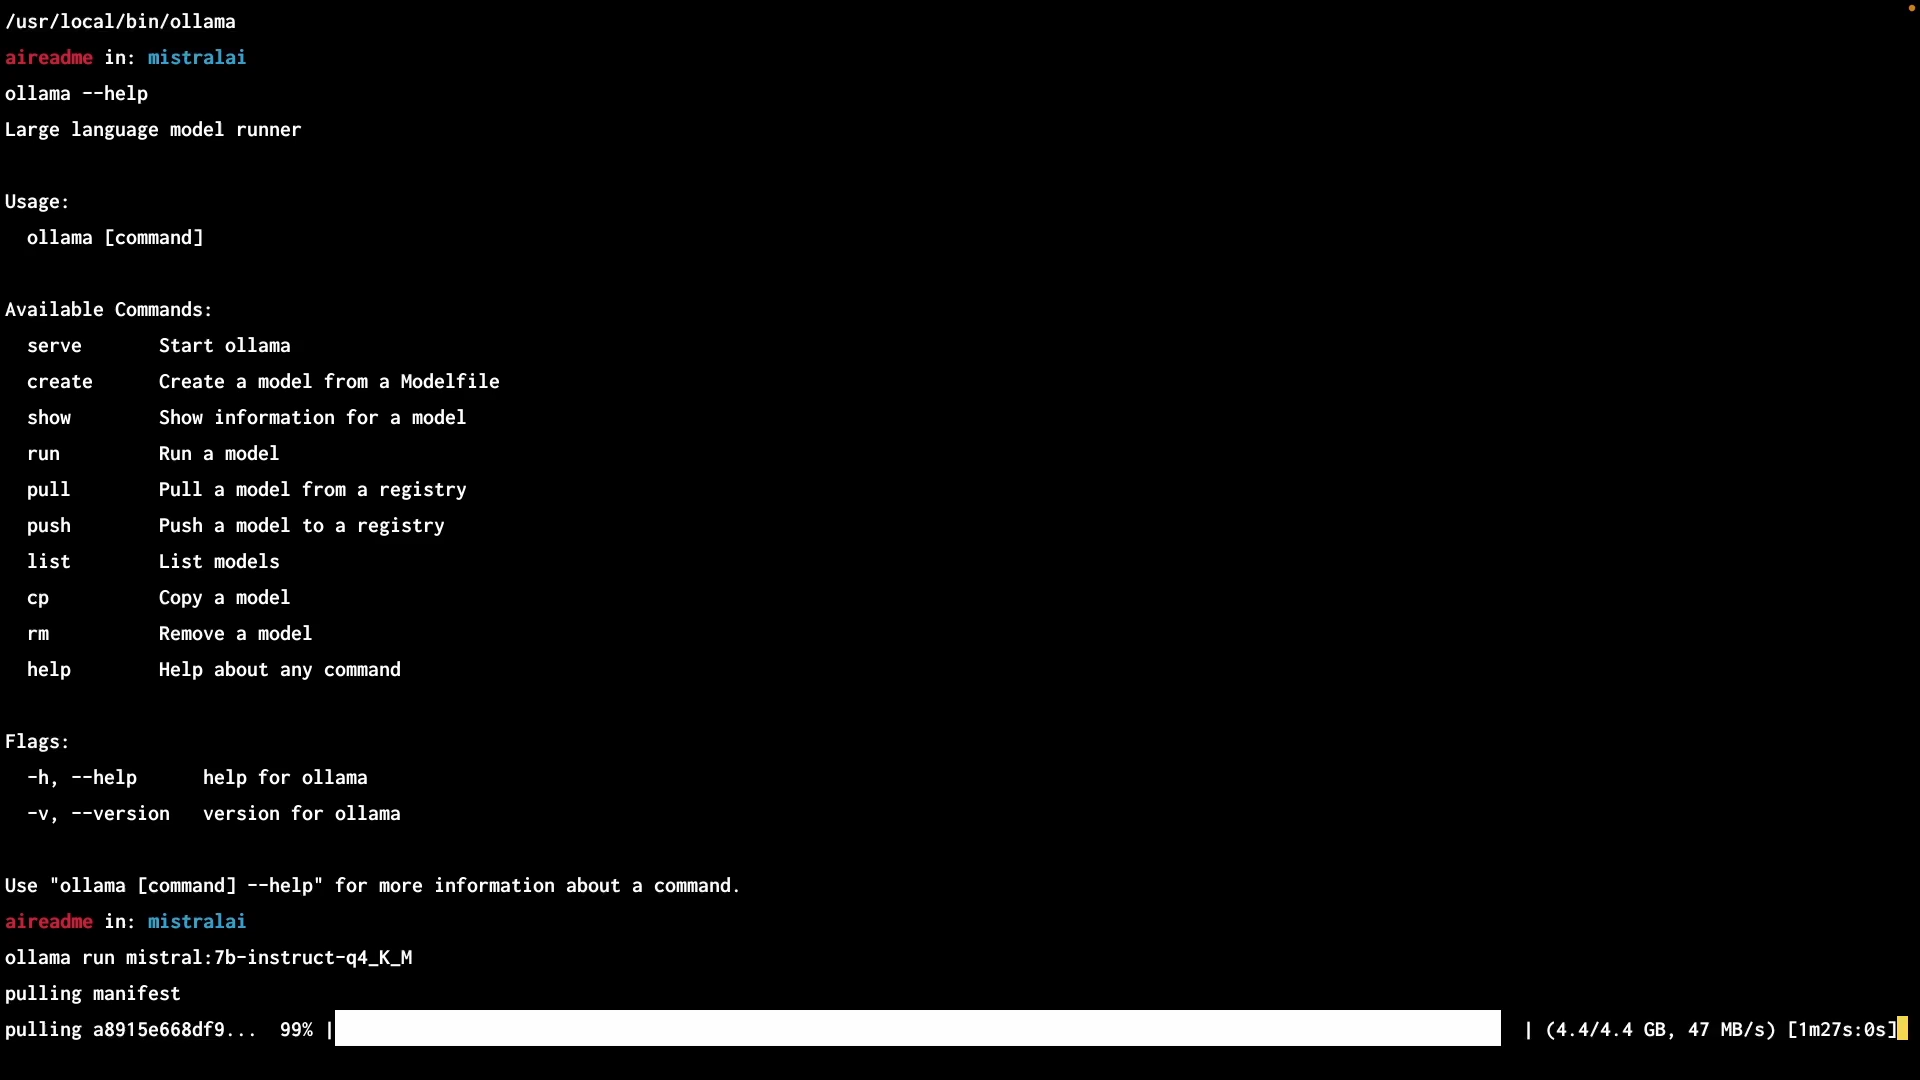 /usr/local/bin/ollama
aireadme in: mistralai
ollama --help
Large language model runner
Usage:
ollama [command]
Available Commands:
serve Start ollama
create Create a model from a Modelfile
show Show information for a model
run Run a model
pull Pull a model from a registry
push Push a model to a registry
list List models
cp Copy a model
rm Remove a model
help Help about any command
Flags:
-h, --help help for ollama
-v, --version version for ollama
Use "ollama [command] --help" for more information about a command.
aireadme in: mistralai
ollama run mistral:7b-instruct-q4_K_M
pulling manifest
pulling a8915e668df9... 99% | | (4.4/4.4 GB, 47 MB/s) [1m27s:0s]